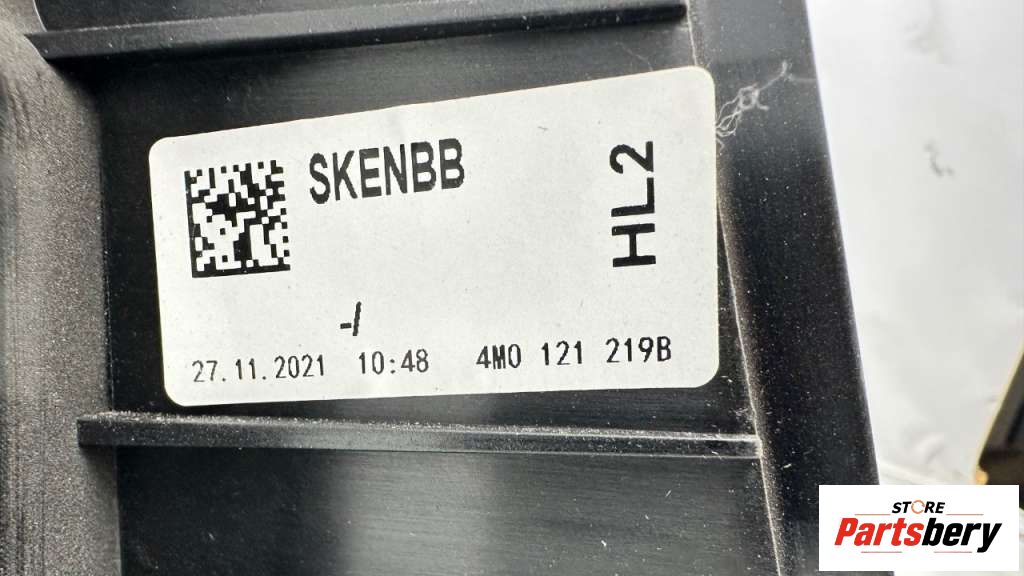 SKENBB
HL2
-/
27.11.2021 10:48 4M0 121 219B
STORE
Partsbery